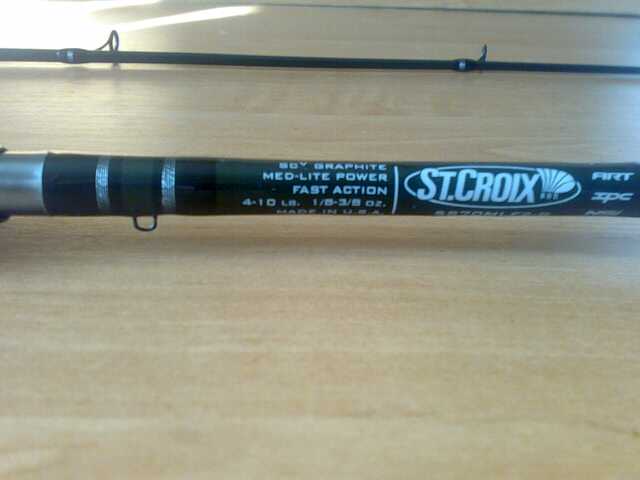 GRAPHITE
MED-LITE POWER
FAST ACTION
4-10 LB. 1/8-3/8 OZ.
MADE IN U.S.A.
ST.CROIX
ART
IPC